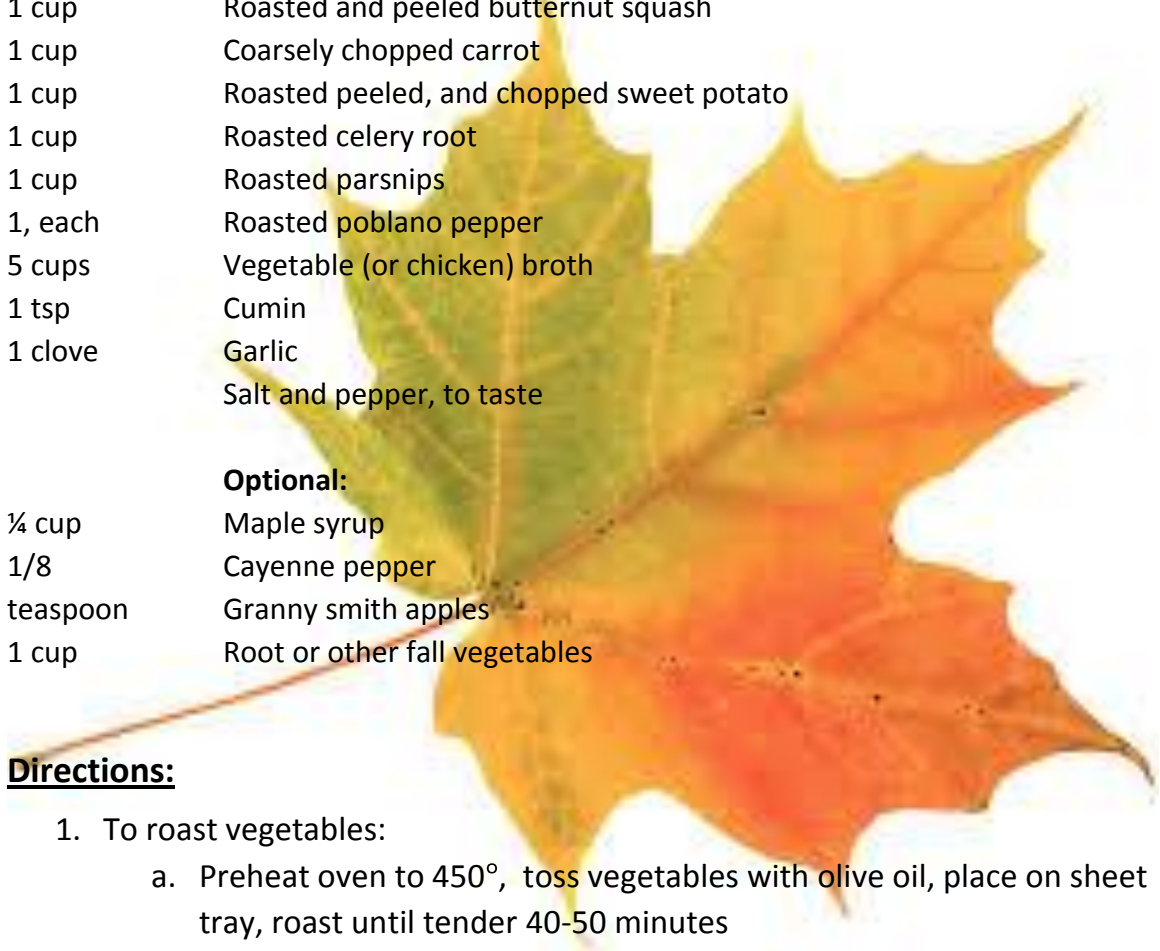 1 cup Roasted and peeled butternut squash
1 cup Coarsely chopped carrot
1 cup Roasted peeled, and chopped sweet potato
1 cup Roasted celery root
1 cup Roasted parsnips
1, each Roasted poblano pepper
5 cups Vegetable (or chicken) broth
1 tsp Cumin
1 clove Garlic
Salt and pepper, to taste
Optional:
¼ cup Maple syrup
1/8 Cayenne pepper
teaspoon Granny smith apples
1 cup Root or other fall vegetables
Directions:
1. To roast vegetables:
a. Preheat oven to 450°, toss vegetables with olive oil, place on sheet
tray, roast until tender 40-50 minutes